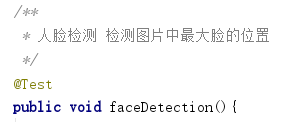 /**
* 人脸检测 检测图片中最大脸的位置
*/
@Test
public void faceDetection(){